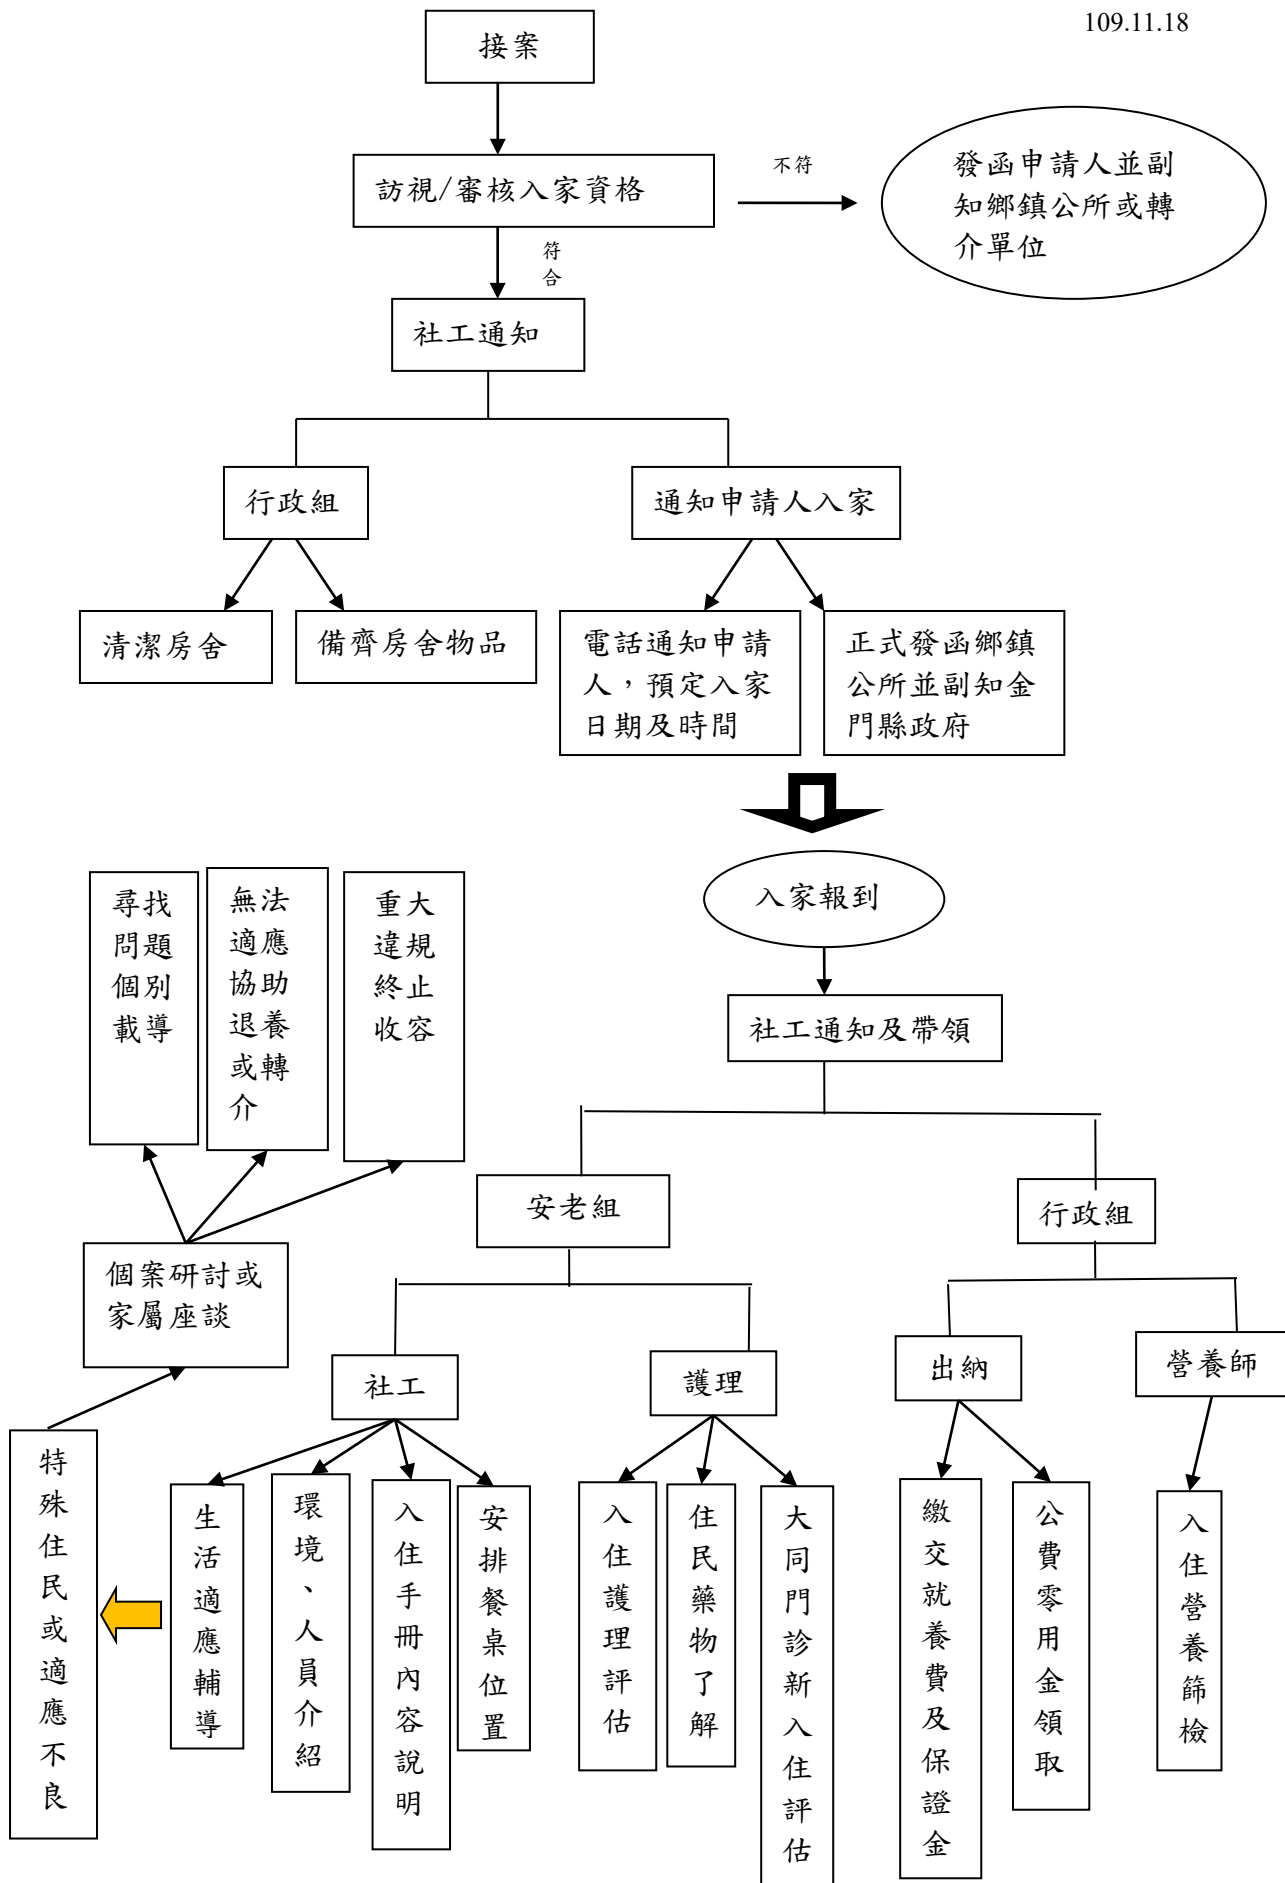 109.11.18
接案
訪視/審核入家資格
不符
發函申請人並副
知鄉鎮公所或轉
介單位
符
合
社工通知
行政組
通知申請人入家
清潔房舍
備齊房舍物品
電話通知申請
人，預定入家
日期及時間
正式發函鄉鎮
公所並副知金
門縣政府
入家報到
社工通知及帶領
尋找
問題
個別
載導
無法
適應
協助
退養
或轉
介
重大
違規
終止
收容
安老組
行政組
個案研討或
家屬座談
社工
護理
出納
營養師
特殊住民或適應不良
生活適應輔導
環境、人員介紹
入住手冊內容說明
安排餐桌位置
入住護理評估
住民藥物了解
大同門診新入住評估
繳交就養費及保證金
公費零用金領取
入住營養篩檢